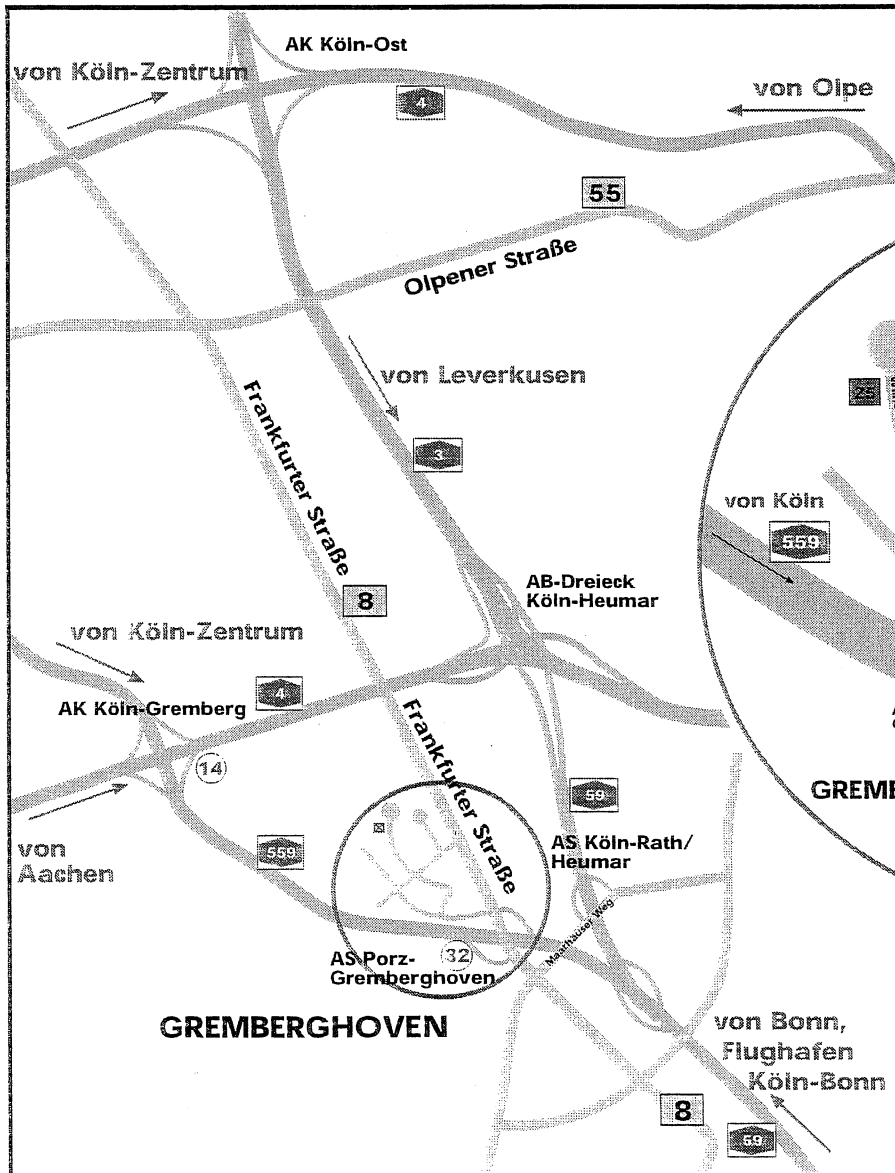 AK Köln-Ost
von Köln-Zentrum
4
von Olpe
55
Olpener Straße
von Leverkusen
25
Frankfurter Straße
3
von Köln
559
AB-Dreieck
Köln-Heumar
8
von Köln-Zentrum
4
AK Köln-Gremberg
Frankfurter Straße
14
59
GREMB
559
von
Aachen
AS Köln-Rath/
Heumar
Maarhäuser Weg
32
AS-Porz-
Gremberghoven
GREMBERGHOVEN
von Bonn,
Flughafen
Köln-Bonn
8
59